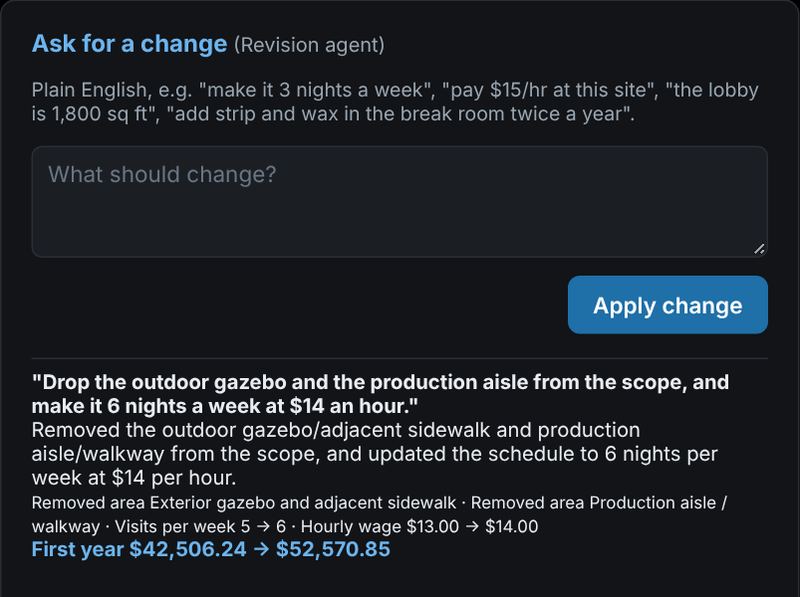 Ask for a change (Revision agent)
Plain English, e.g. "make it 3 nights a week", "pay $15/hr at this site", "the lobby
is 1,800 sq ft", "add strip and wax in the break room twice a year".
What should change?
Apply change
"Drop the outdoor gazebo and the production aisle from the scope, and
make it 6 nights a week at $14 an hour."
Removed the outdoor gazebo/adjacent sidewalk and production
aisle/walkway from the scope, and updated the schedule to 6 nights per
week at $14 per hour.
Removed area Exterior gazebo and adjacent sidewalk · Removed area Production aisle /
walkway · Visits per week 5 → 6 · Hourly wage $13.00 → $14.00
First year $42,506.24 → $52,570.85